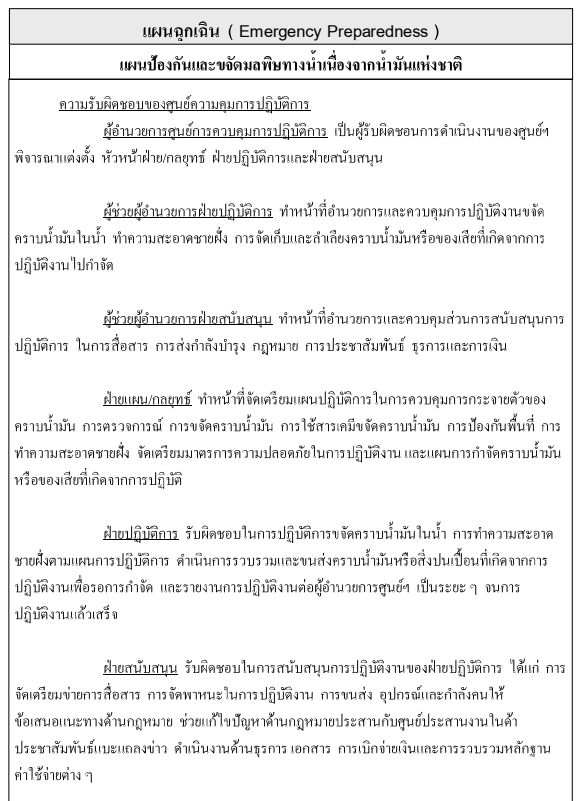 แผนฉุกเฉิน ( Emergency Preparedness )
แผนป้องกันและขจัดมลพิษทางน้ำเนื่องจากน้ำมันแห่งชาติ
ความรับผิดชอบของศูนย์ความคุมการปฏิบัติการ
ผู้อำนวยการศูนย์การควบคุมการปฏิบัติการ เป็นผู้รับผิดชอบการดำเนินงานของศูนย์ฯ
พิจารณาแต่งตั้ง หัวหน้าฝ่าย/กลยุทธ์ ฝ่ายปฏิบัติการและฝ่ายสนับสนุน
ผู้ช่วยผู้อำนวยการฝ่ายปฏิบัติการ ทำหน้าที่อำนวยการและควบคุมการปฏิบัติงานขจัด
คราบน้ำมันในน้ำ ทำความสะอาดชายฝั่ง การจัดเก็บและลำเลียงคราบน้ำมันหรือของเสียที่เกิดจากการ
ปฏิบัติงานไปกำจัด
ผู้ช่วยผู้อำนวยการฝ่ายสนับสนุน ทำหน้าที่อำนวยการและควบคุมส่วนการสนับสนุนการ
ปฏิบัติการ ในการสื่อสาร การส่งกำลังบำรุง กฎหมาย การประชาสัมพันธ์ ธุรการและการเงิน
ฝ่ายแผน/กลยุทธ์ ทำหน้าที่จัดเตรียมแผนปฏิบัติการในการควบคุมการกระจายตัวของ
คราบน้ำมัน การตรวจการณ์ การขจัดคราบน้ำมัน การใช้สารเคมีขจัดคราบน้ำมัน การป้องกันพื้นที่ การ
ทำความสะอาดชายฝั่ง จัดเตรียมมาตรการความปลอดภัยในการปฏิบัติงาน และแผนการกำจัดคราบน้ำมัน
หรือของเสียที่เกิดจากการปฏิบัติ
ฝ่ายปฏิบัติการ รับผิดชอบในการปฏิบัติการขจัดคราบน้ำมันในน้ำ การทำความสะอาด
ชายฝั่งตามแผนการปฏิบัติการ ดำเนินการรวบรวมและขนส่งคราบน้ำมันหรือสิ่งปนเปื้อนที่เกิดจากการ
ปฏิบัติงานเพื่อรอการกำจัด และรายงานการปฏิบัติงานต่อผู้อำนวยการศูนย์ฯ เป็นระยะ ๆ จนการ
ปฏิบัติงานแล้วเสร็จ
ฝ่ายสนับสนุน รับผิดชอบในการสนับสนุนการปฏิบัติงานของฝ่ายปฏิบัติการ ได้แก่ การ
จัดเตรียมข่ายการสื่อสาร การจัดพาหนะในการปฏิบัติงาน การขนส่ง อุปกรณ์และกำลังคนให้
ข้อเสนอแนะทางด้านกฎหมาย ช่วยแก้ไขปัญหาด้านกฎหมายประสานกับศูนย์ประสานงานในด้า
ประชาสัมพันธ์แบะแถลงข่าว ดำเนินงานด้านธุรการ เอกสาร การเบิกจ่ายเงินและการรวบรวมหลักฐาน
ค่าใช้จ่ายต่าง ๆ